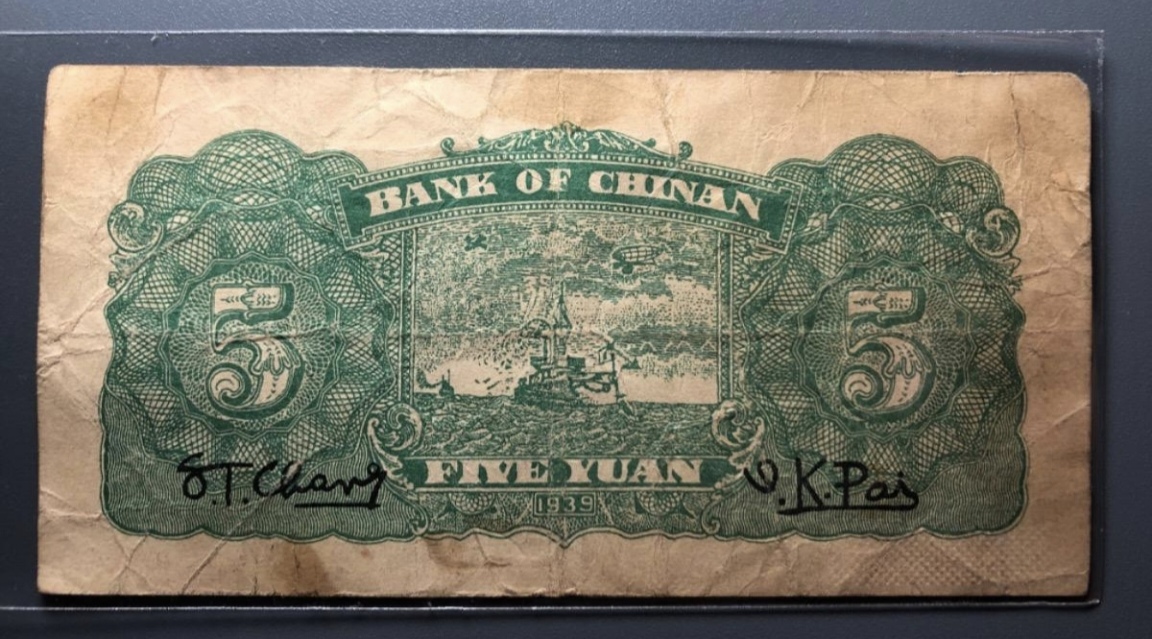 BANK OF CHINAN
5 5
S.T.Chang
FIVE YUAN
V.K.Pai
1939